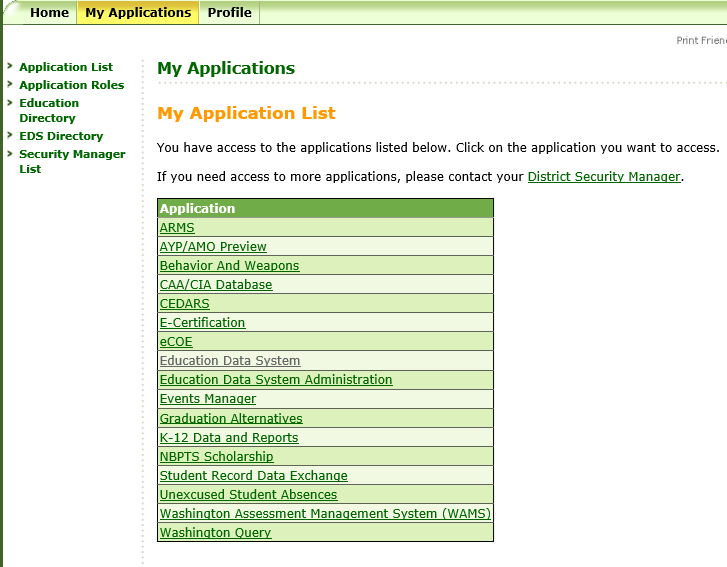 Home My Applications Profile
Print Frien
Application List
Application Roles
Education
Directory
EDS Directory
Security Manager
List
My Applications
My Application List
You have access to the applications listed below. Click on the application you want to access.
If you need access to more applications, please contact your District Security Manager.
Application
ARMS
AYP/AMO Preview
Behavior And Weapons
CAA/CIA Database
CEDARS
E-Certification
eCOE
Education Data System
Education Data System Administration
Events Manager
Graduation Alternatives
K-12 Data and Reports
NBPTS Scholarship
Student Record Data Exchange
Unexcused Student Absences
Washington Assessment Management System (WAMS)
Washington Query